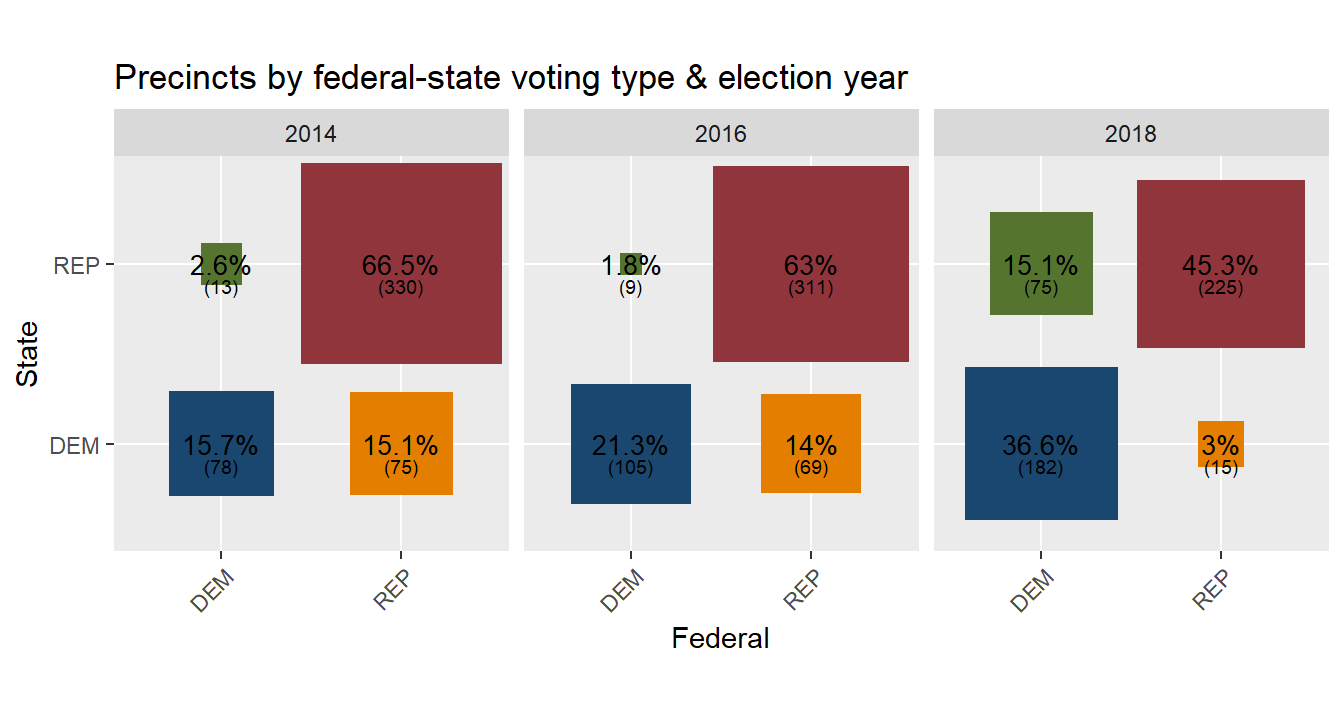 Precincts by federal-state voting type & election year
2014
2016
2018
State
REP
2.6%
(13)
66.5%
(330)
1.8%
(9)
63%
(311)
15.1%
(75)
45.3%
(225)
DEM
15.7%
(78)
15.1%
(75)
21.3%
(105)
14%
(69)
36.6%
(182)
3%
(15)
DEM
REP
DEM
REP
DEM
REP
Federal